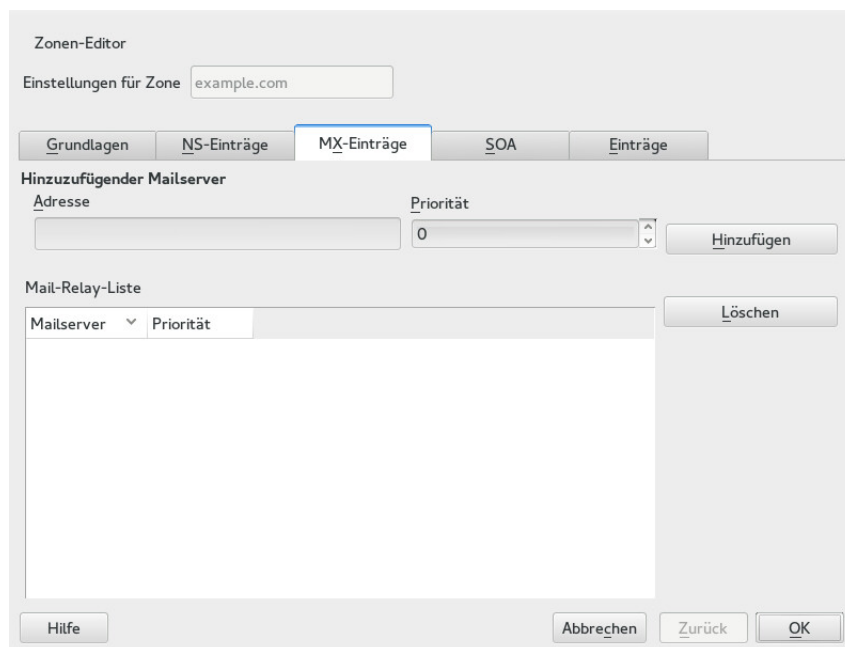 Zonen-Editor
Einstellungen für Zone example.com
Grundlagen NS-Einträge MX-Einträge SOA Einträge
Hinzuzufügender Mailserver
Adresse Priorität
0 Hinzufügen
Mail-Relay-Liste
Löschen
Mailserver Priorität
Hilfe Abbrechen Zurück OK